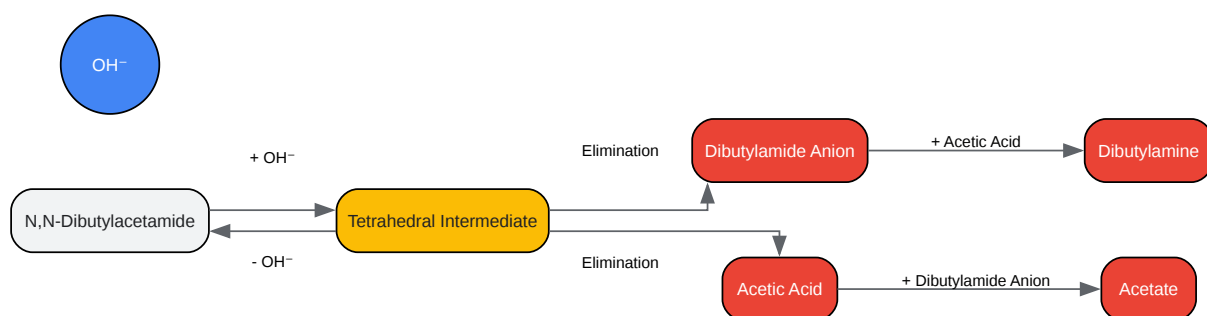 OH⁻
+ OH⁻
Elimination
Dibutylamide Anion
+ Acetic Acid
Dibutylamine
N,N-Dibutylacetamide
Tetrahedral Intermediate
- OH⁻
Elimination
Acetic Acid
+ Dibutylamide Anion
Acetate